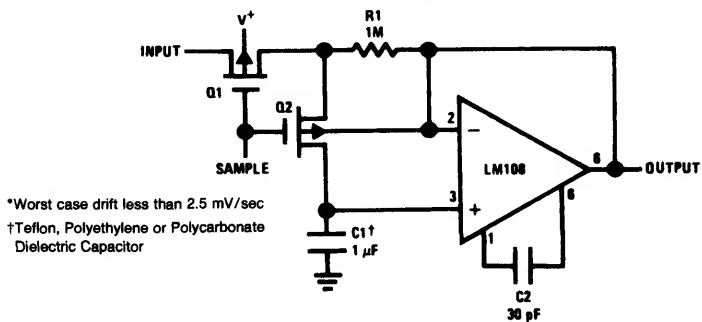 V+
R1
1M
INPUT
Q1
Q2
2
−
LM108
6
OUTPUT
SAMPLE
3
+
8
1
C1†
1 μF
C2
30 pF
*Worst case drift less than 2.5 mV/sec
†Teflon, Polyethylene or Polycarbonate
Dielectric Capacitor